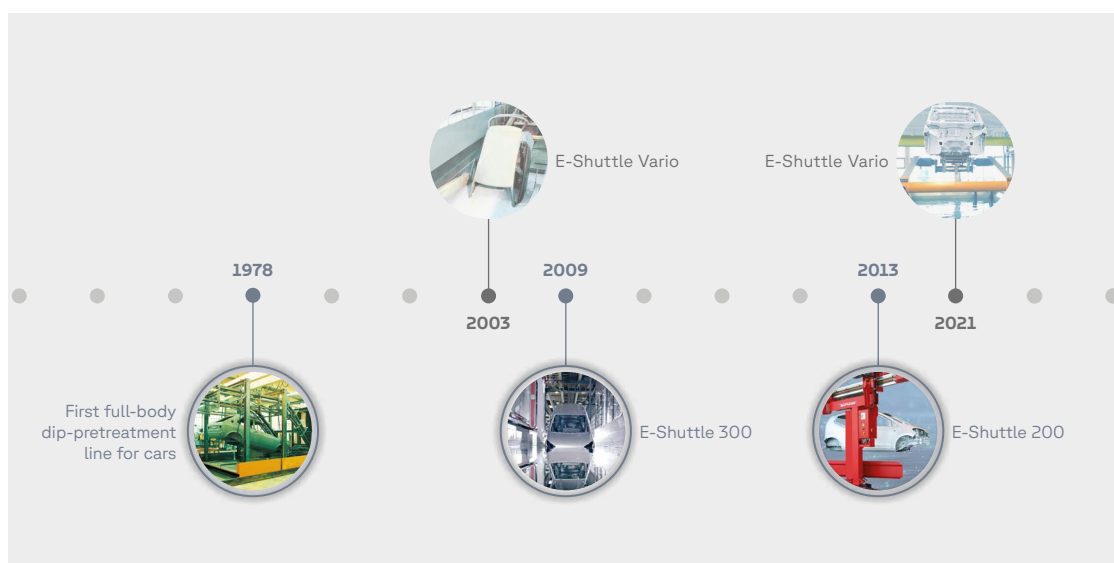 E-Shuttle Vario
E-Shuttle Vario
1978
2009
2013
2003
2021
First full-body
dip-pretreatment
line for cars
E-Shuttle 300
E-Shuttle 200